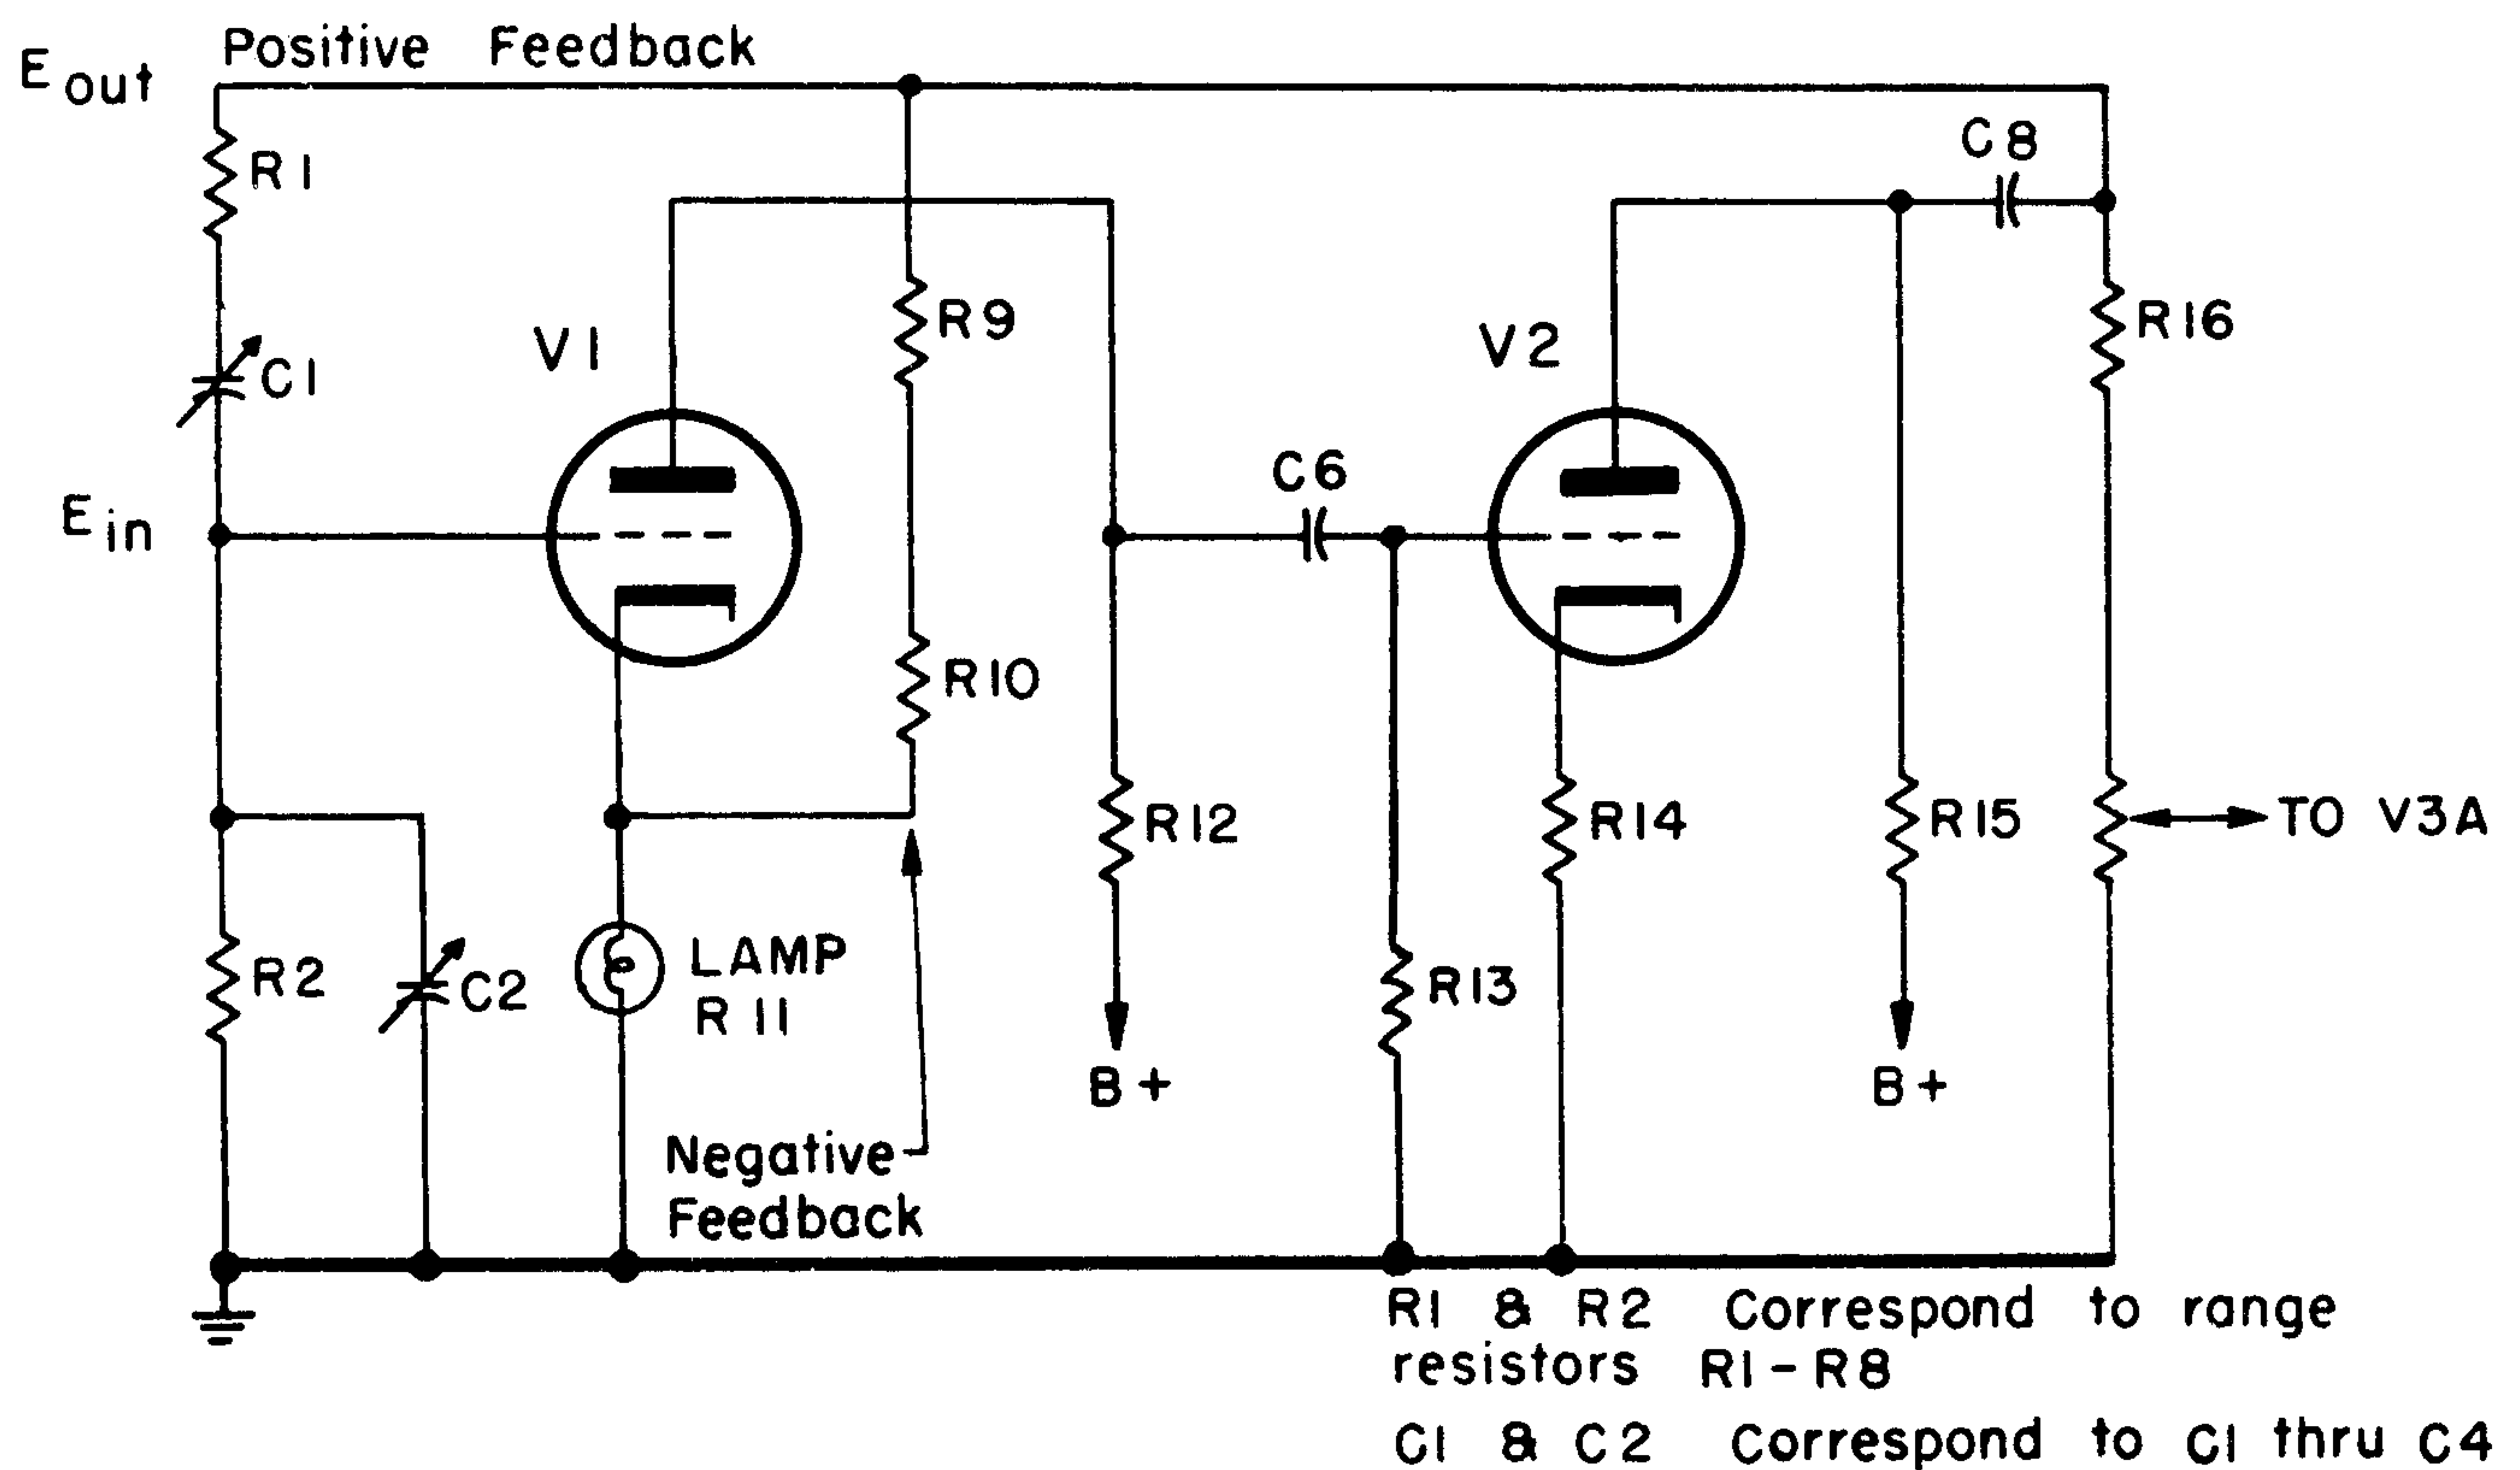 Positive Feedback
E out
C8
R1
R9
R16
V1
V2
C1
C6
E in
R10
R12
R14
R15
TO V3A
LAMP
R11
R2
C2
R13
B+
B+
Negative
Feedback
R1 & R2 Correspond to range
resistors R1-R8
C1 & C2 Correspond to C1 thru C4